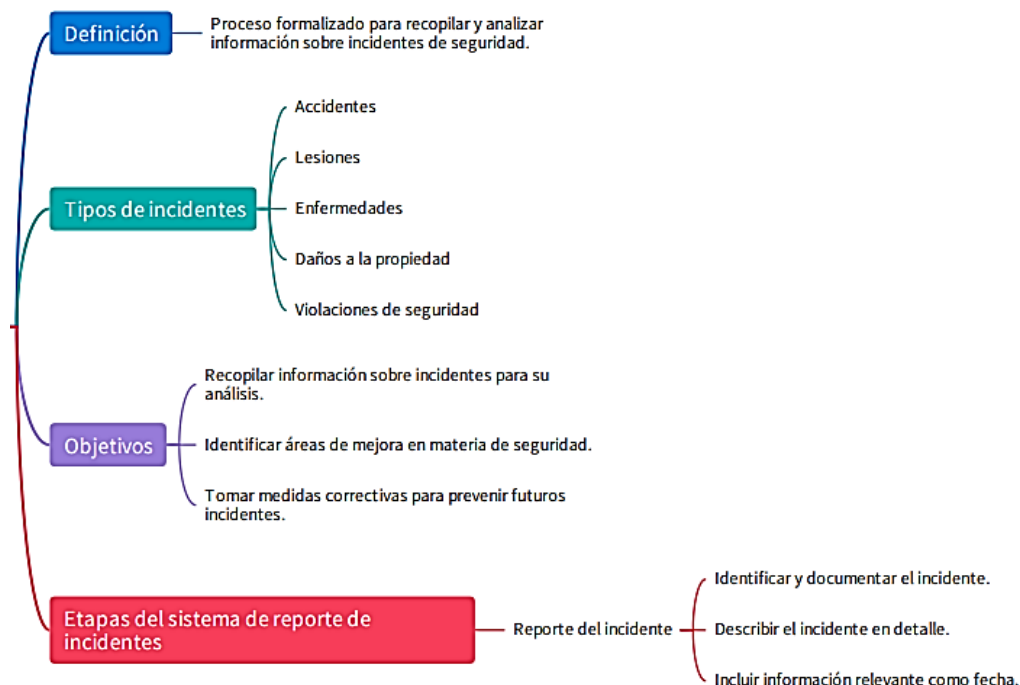 Definición
Proceso formalizado para recopilar y analizar
información sobre incidentes de seguridad.
Tipos de incidentes
Accidentes
Lesiones
Enfermedades
Daños a la propiedad
Violaciones de seguridad
Objetivos
Recopilar información sobre incidentes para su
análisis.
Identificar áreas de mejora en materia de seguridad.
Tomar medidas correctivas para prevenir futuros
incidentes.
Etapas del sistema de reporte de
incidentes
Reporte del incidente
Identificar y documentar el incidente.
Describir el incidente en detalle.
Incluir información relevante como fecha,